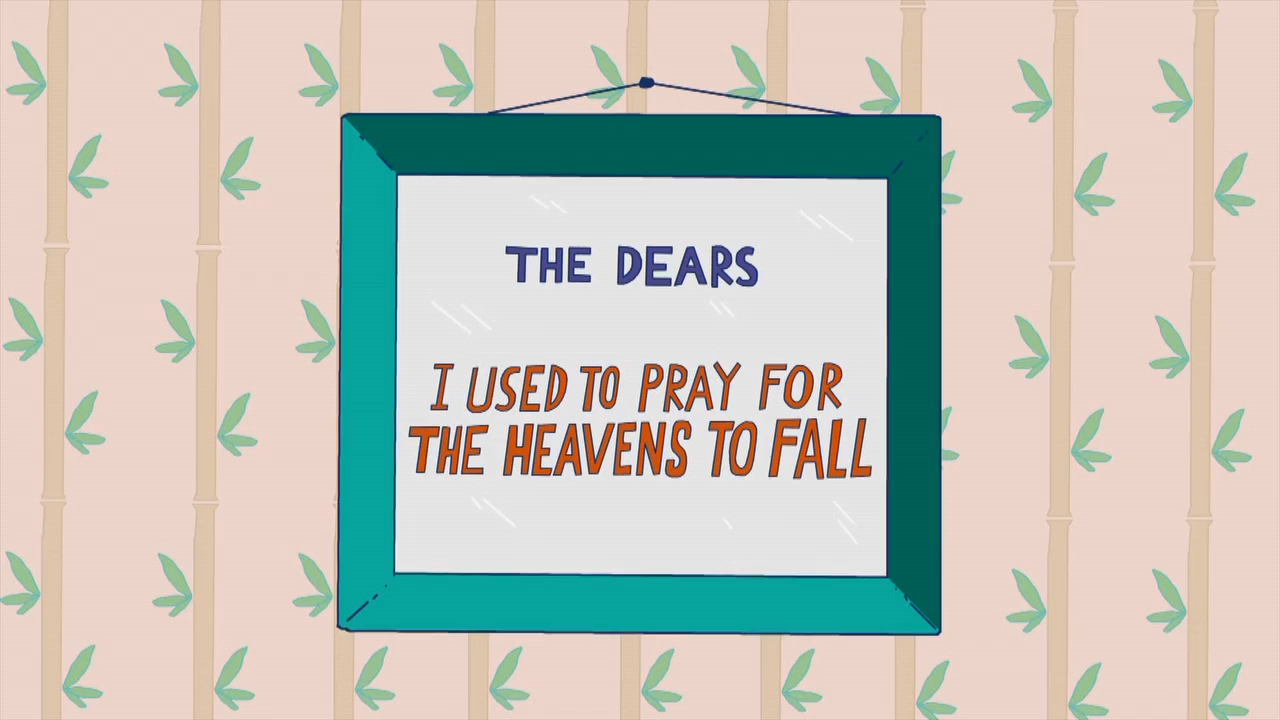 THE DEARS
I USED TO PRAY FOR
THE HEAVENS TO FALL